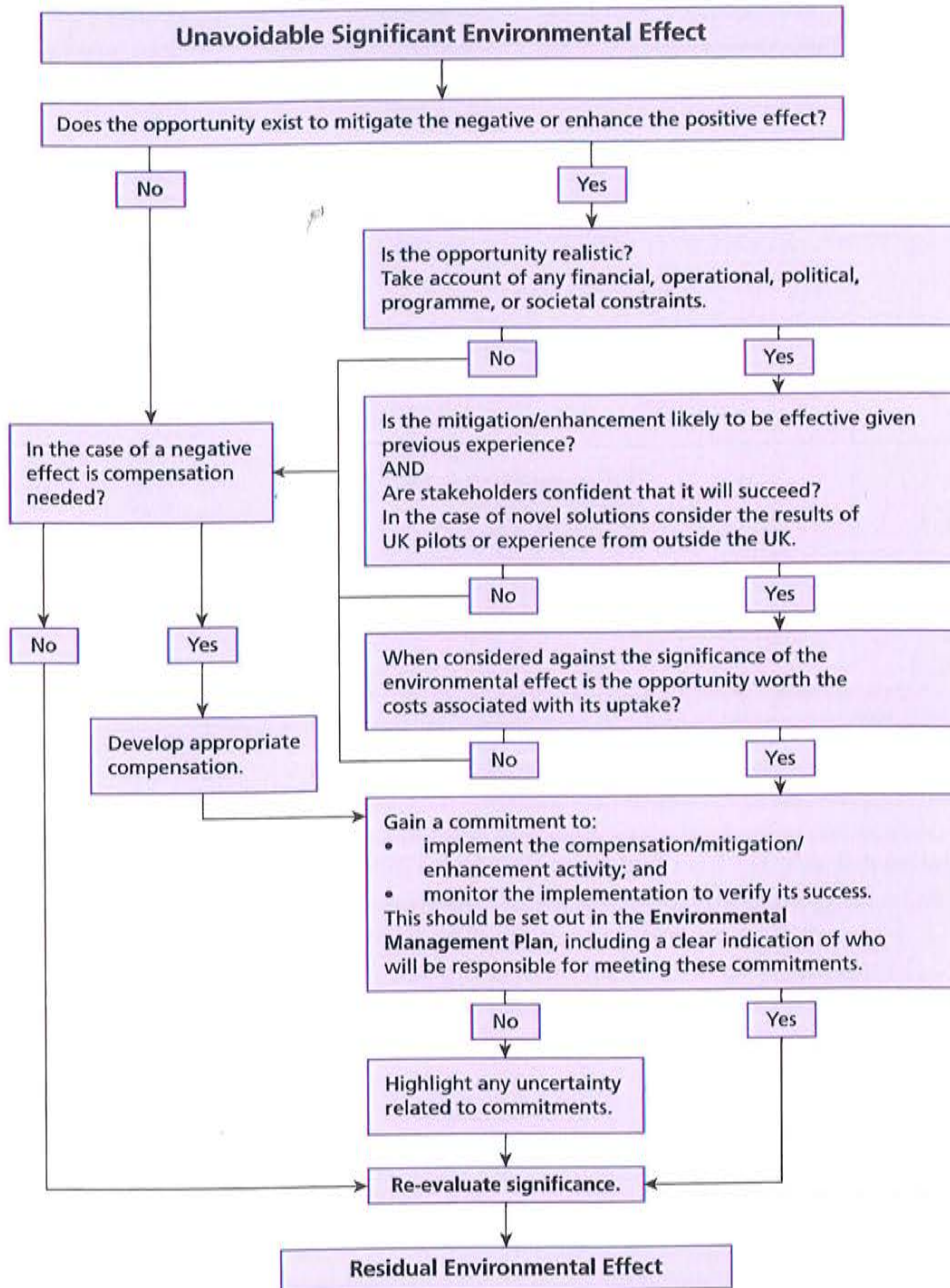 Unavoidable Significant Environmental Effect
Does the opportunity exist to mitigate the negative or enhance the positive effect?
No
Yes
Is the opportunity realistic?
Take account of any financial, operational, political,
programme, or societal constraints.
No
Yes
In the case of a negative
effect is compensation
needed?
Is the mitigation/enhancement likely to be effective given
previous experience?
AND
Are stakeholders confident that it will succeed?
In the case of novel solutions consider the results of
UK pilots or experience from outside the UK.
No
Yes
No
Yes
When considered against the significance of the
environmental effect is the opportunity worth the
costs associated with its uptake?
Develop appropriate
compensation.
No
Yes
Gain a commitment to:
• implement the compensation/mitigation/
enhancement activity; and
• monitor the implementation to verify its success.
This should be set out in the Environmental
Management Plan, including a clear indication of who
will be responsible for meeting these commitments.
No
Yes
Highlight any uncertainty
related to commitments.
Re-evaluate significance.
Residual Environmental Effect